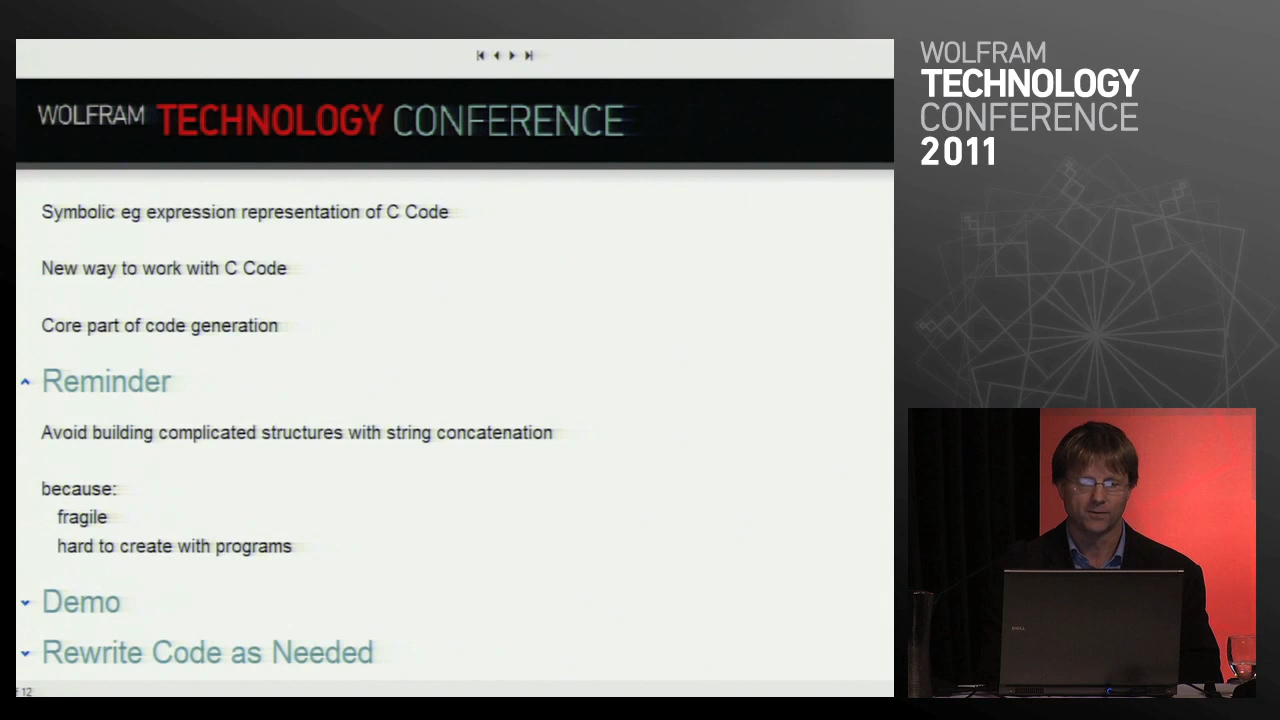 WOLFRAM TECHNOLOGY CONFERENCE
Symbolic eg expression representation of C Code
New way to work with C Code
Core part of code generation
Reminder
Avoid building complicated structures with string concatenation
because:
fragile
hard to create with programs
Demo
Rewrite Code as Needed
f 12
WOLFRAM
TECHNOLOGY
CONFERENCE
2011
DELL